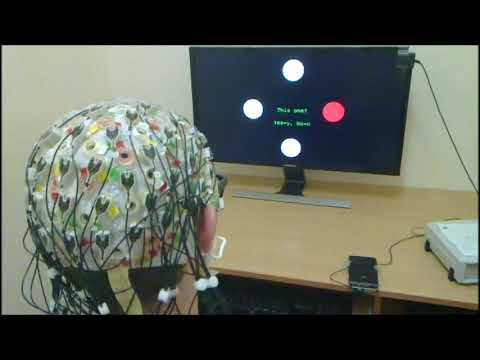 This one?
Yes=y, No=n